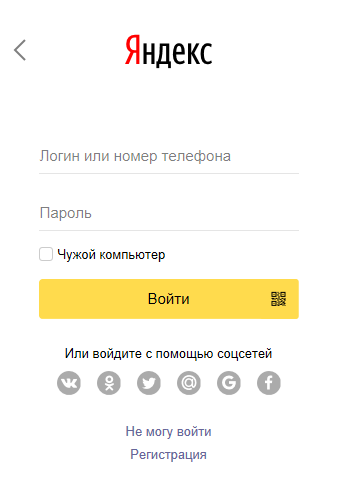 Яндекс
Логин или номер телефона
Пароль
Чужой компьютер
Войти
Или войдите с помощью соцсетей
Не могу войти
Регистрация